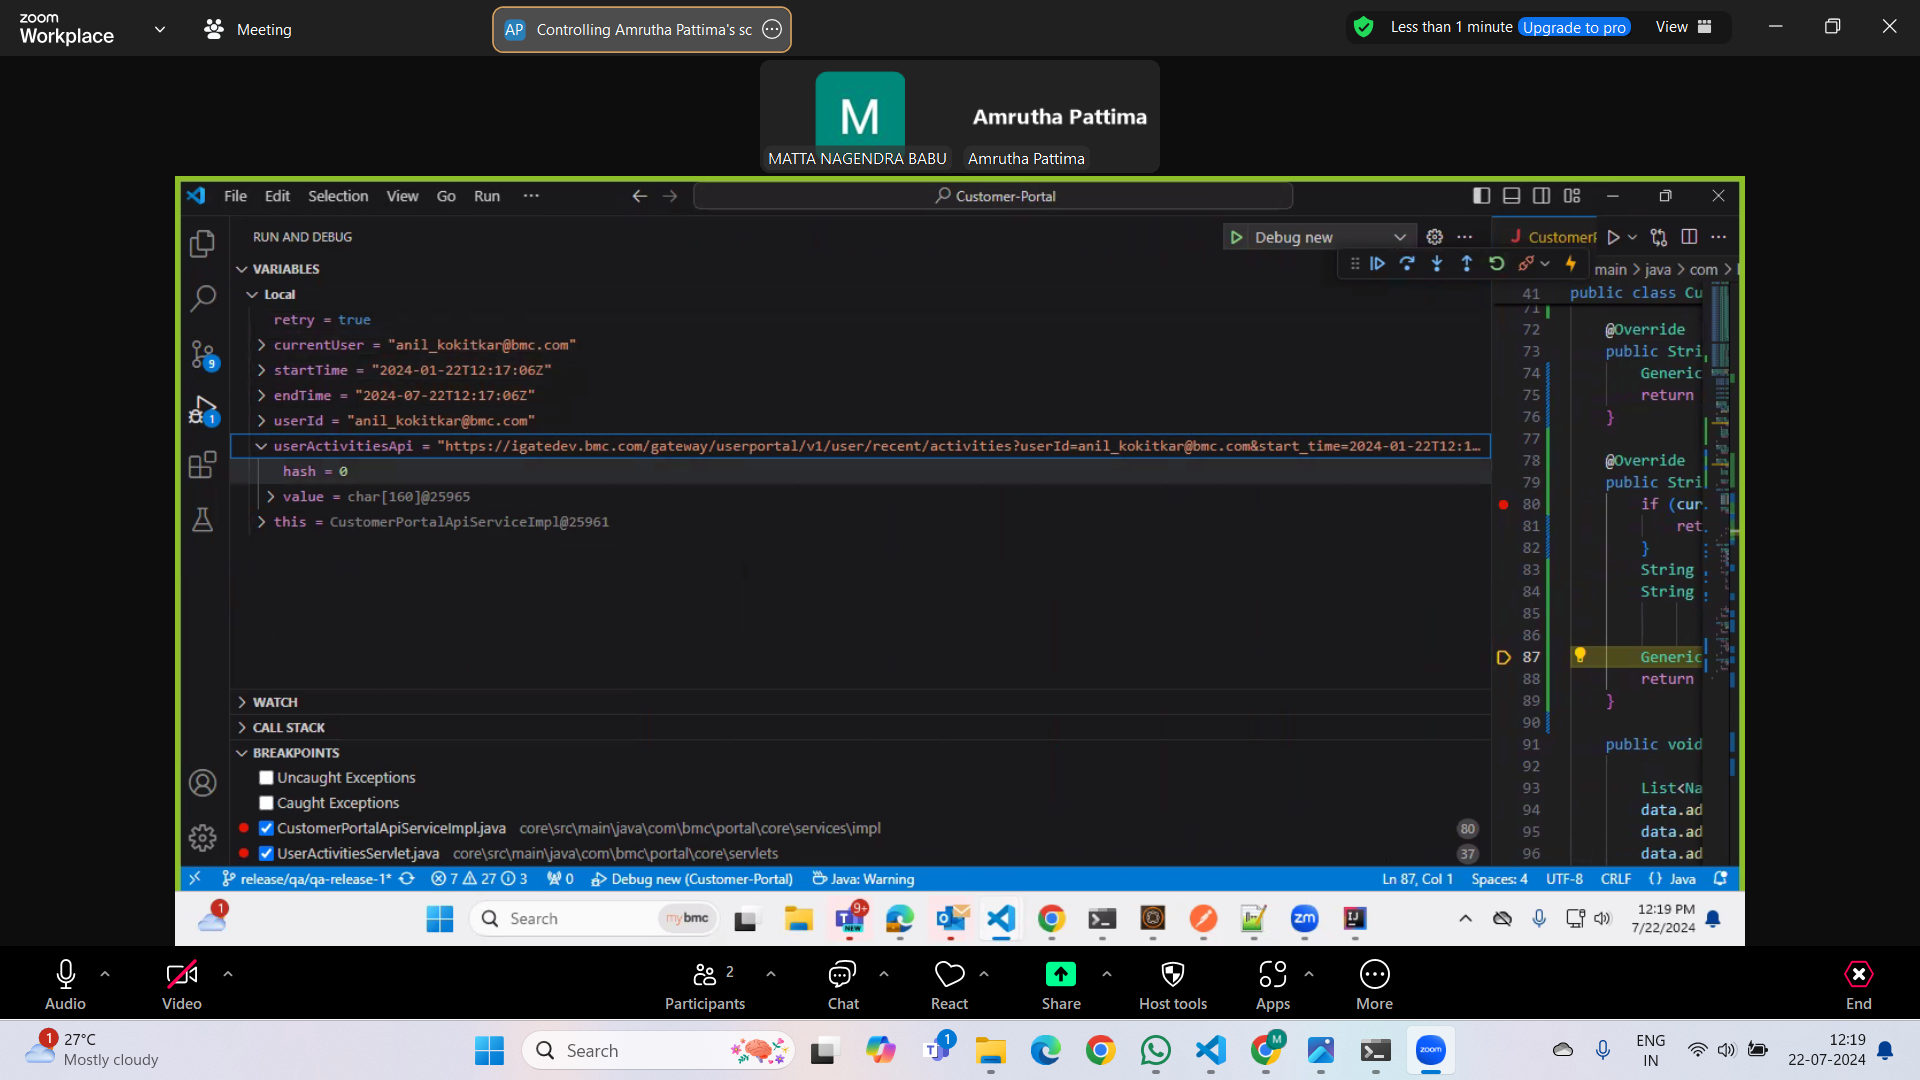 zoom
Workplace
Meeting
AP Controlling Amrutha Pattima's sc
Less than 1 minute Upgrade to pro View
M
Amrutha Pattima
MATTA NAGENDRA BABU
Amrutha Pattima
File Edit Selection View Go Run ···
Customer-Portal
RUN AND DEBUG
Debug new
CustomerF
VARIABLES
main > java > com >
Local
41 public class Cu
retry = true
currentUser = "anil_kokitkar@bmc.com"
startTime = "2024-01-22T12:17:06Z"
endTime = "2024-07-22T12:17:06Z"
userId = "anil_kokitkar@bmc.com"
userActivitiesApi = "https://igatedev.bmc.com/gateway/userportal/v1/user/recent/activities?userId=anil_kokitkar@bmc.com&start_time=2024-01-22T12:1…
hash = 0
value = char[160]@25965
this = CustomerPortalApiServiceImpl@25961
71
72 @Override
73 public Stri
74 Generic
75 return
76 }
77
78 @Override
79 public Stri
80 if (cur
81 ret
82 }
83 String
84 String
85
86
87 Generic
88 return
89 }
90
91 public void
92
93 List<Na
94 data.ad
95 data.ad
96 data.ad
WATCH
CALL STACK
BREAKPOINTS
Uncaught Exceptions
Caught Exceptions
CustomerPortalApiServiceImpl.java core\src\main\java\com\bmc\portal\core\services\impl 80
UserActivitiesServlet.java core\src\main\java\com\bmc\portal\core\servlets 37
9
1
release/qa/qa-release-1* 7 27 3 0 Debug new (Customer-Portal) Java: Warning
Ln 87, Col 1 Spaces: 4 UTF-8 CRLF {} Java
1
Search mybmc
9+
NEW
zm
12:19 PM
7/22/2024
Audio
Video
Participants 2
Chat
React
Share
Host tools
Apps
More
End
1
27°C
Mostly cloudy
Search
1
M
zoom
ENG
IN
12:19
22-07-2024